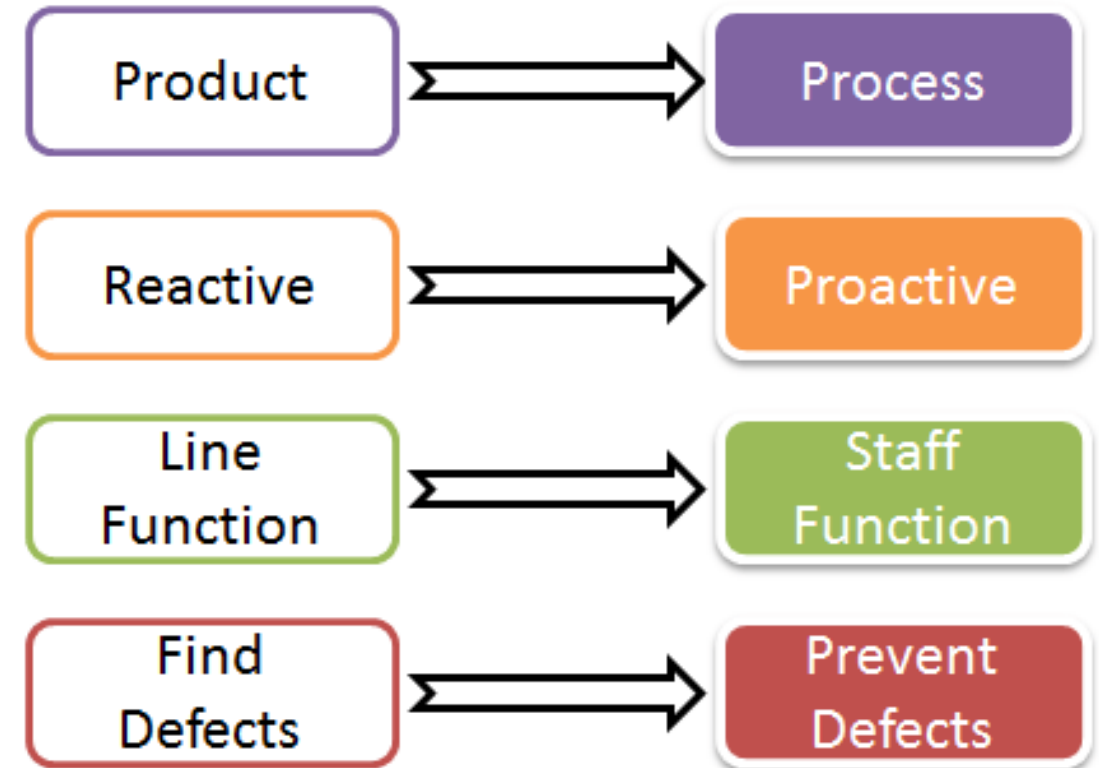 Product
Process
Reactive
Proactive
Line
Function
Staff
Function
Find
Defects
Prevent
Defects